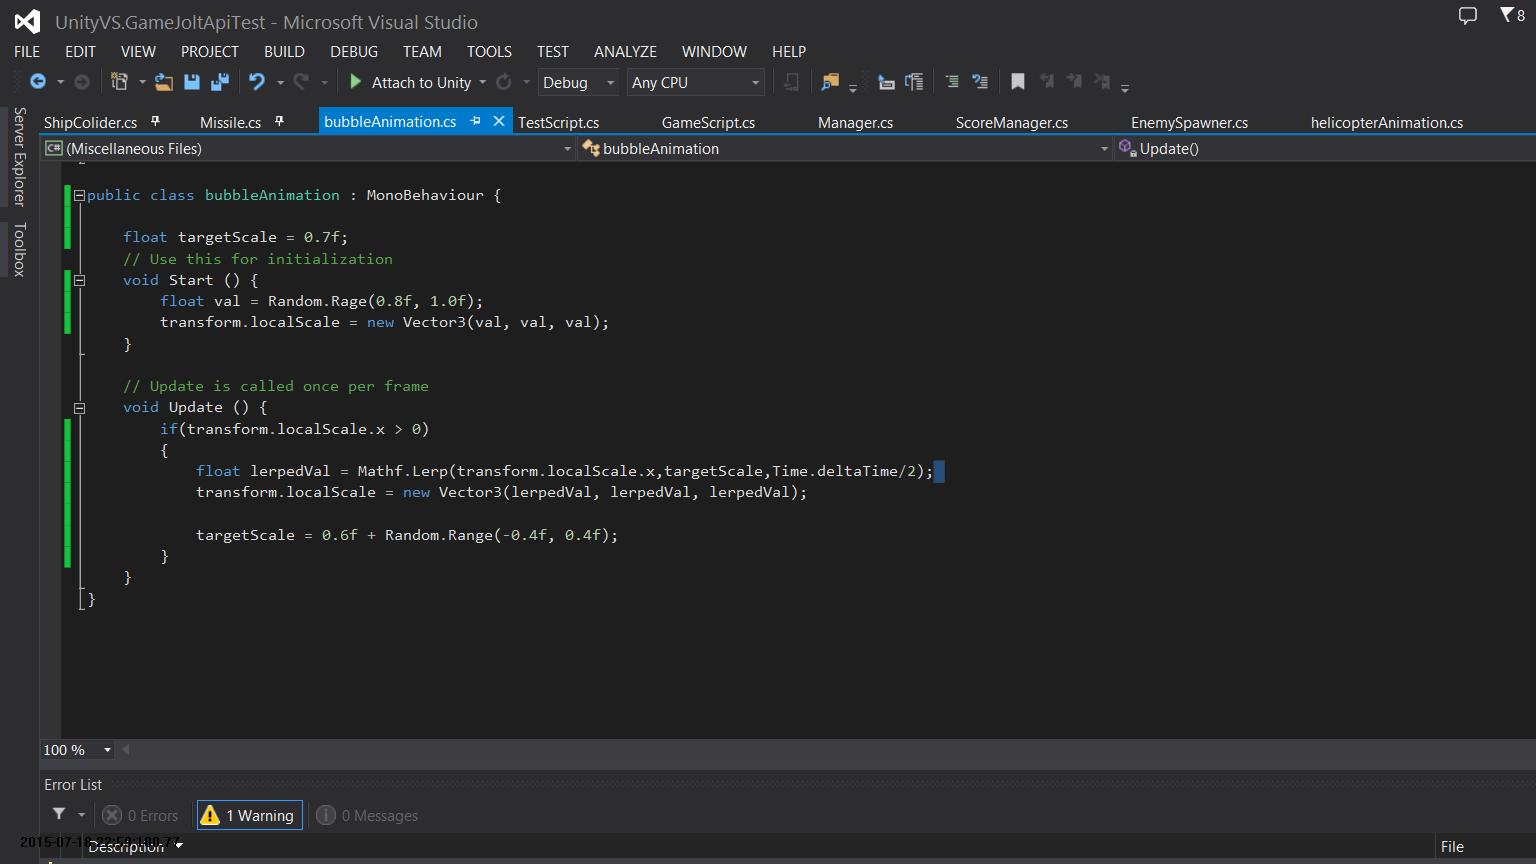 UnityVS.GameJoltApiTest - Microsoft Visual Studio
8
FILE EDIT VIEW PROJECT BUILD DEBUG TEAM TOOLS TEST ANALYZE WINDOW HELP
Attach to Unity Debug Any CPU
Server Explorer
Toolbox
ShipColider.cs Missile.cs bubbleAnimation.cs TestScript.cs GameScript.cs Manager.cs ScoreManager.cs EnemySpawner.cs helicopterAnimation.cs
C# (Miscellaneous Files) bubbleAnimation Update()
public class bubbleAnimation : MonoBehaviour {
float targetScale = 0.7f;
// Use this for initialization
void Start () {
float val = Random.Rage(0.8f, 1.0f);
transform.localScale = new Vector3(val, val, val);
}
// Update is called once per frame
void Update () {
if(transform.localScale.x > 0)
{
float lerpedVal = Mathf.Lerp(transform.localScale.x,targetScale,Time.deltaTime/2);
transform.localScale = new Vector3(lerpedVal, lerpedVal, lerpedVal);
targetScale = 0.6f + Random.Range(-0.4f, 0.4f);
}
}
}
100 %
Error List
0 Errors 1 Warning 0 Messages
Description File